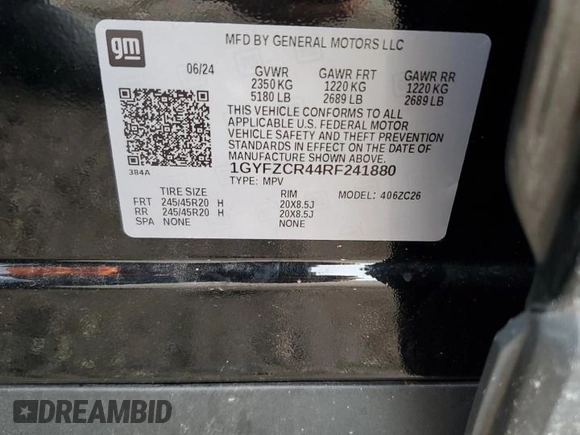 gm
MFD BY GENERAL MOTORS LLC
06/24 GVWR GAWR FRT GAWR RR
2350 KG 1220 KG 1220 KG
5180 LB 2689 LB 2689 LB
THIS VEHICLE CONFORMS TO ALL
APPLICABLE U.S. FEDERAL MOTOR
VEHICLE SAFETY AND THEFT PREVENTION
STANDARDS IN EFFECT ON THE DATE OF
MANUFACTURE SHOWN ABOVE.
384A
1GYFZCR44RF241880
TYPE: MPV
TIRE SIZE RIM MODEL: 406ZC26
FRT 245/45R20 H 20X8.5J
RR 245/45R20 H 20X8.5J
SPA NONE NONE
DREAMBID